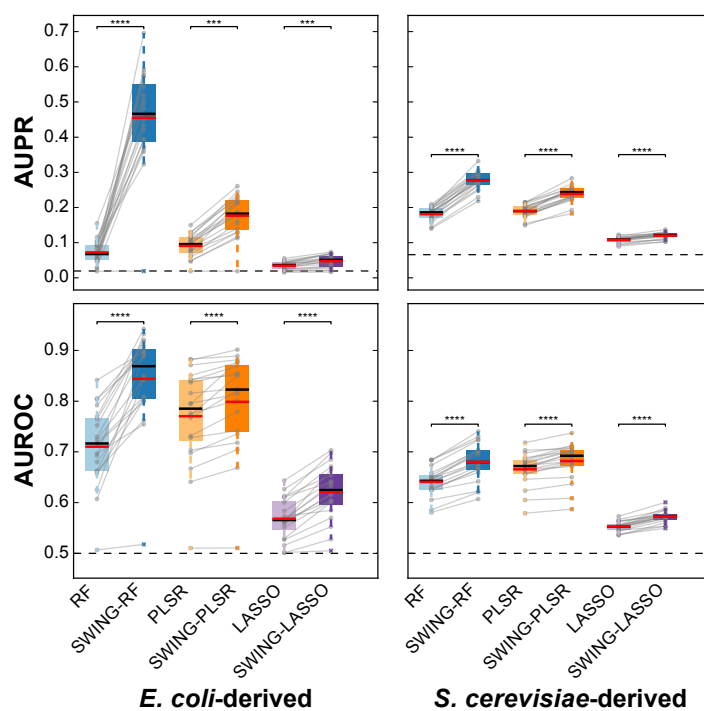 **** *** ***
AUPR
0.7
0.6
0.5
0.4
0.3
0.2
0.1
0.0
**** **** ****
**** **** ****
AUROC
0.9
0.8
0.7
0.6
0.5
**** **** ****
RF SWING-RF PLSR SWING-PLSR LASSO SWING-LASSO
RF SWING-RF PLSR SWING-PLSR LASSO SWING-LASSO
E. coli-derived S. cerevisiae-derived